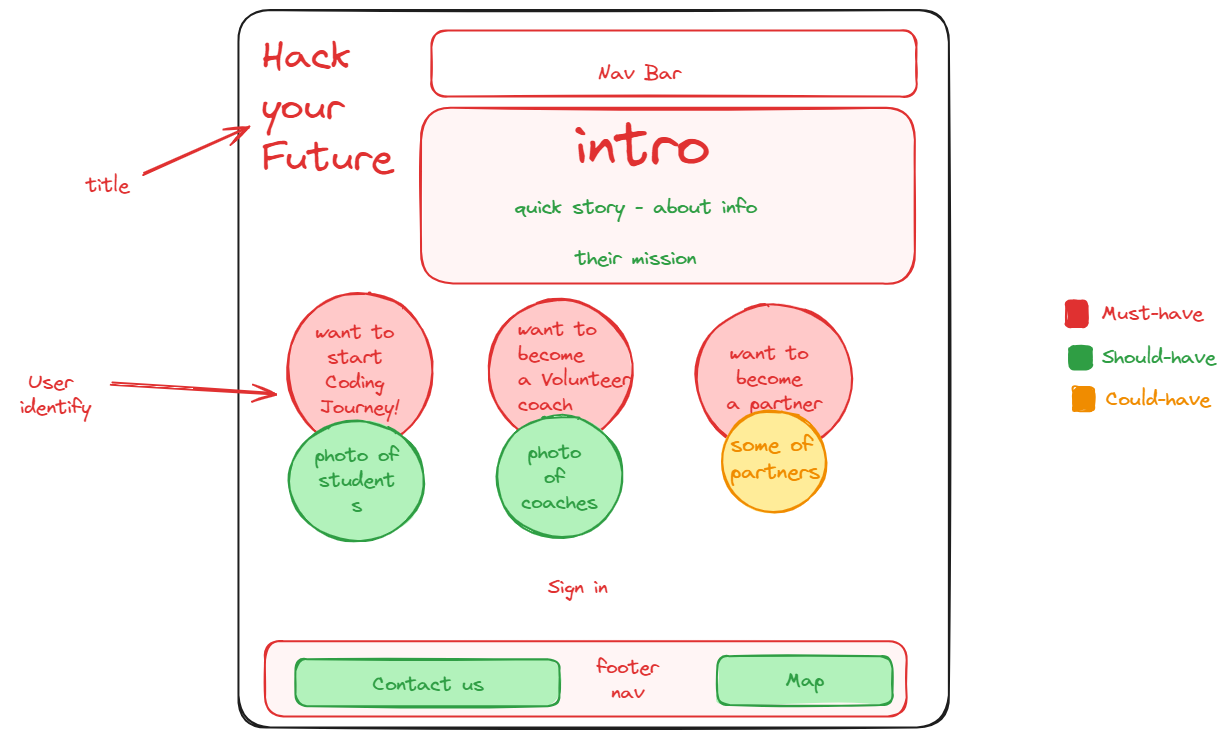 Hack
your
Future
Nav Bar
intro
quick story - about info
their mission
title
want to
start
Coding
Journey!
want to
become
a Volunteer
coach
want to
become
a partner
User
identify
photo of
student
s
photo
of
coaches
some of
partners
Must-have
Should-have
Could-have
Sign in
Contact us
footer
nav
Map